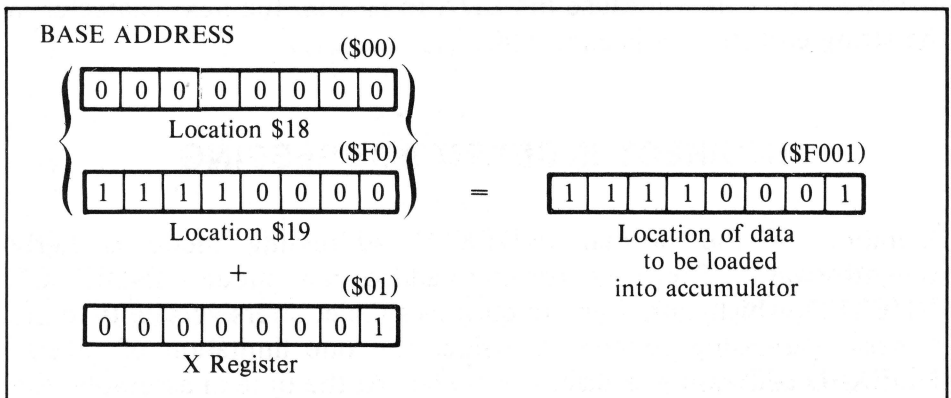 BASE ADDRESS
($00)
0 0 0 0 0 0 0 0
Location $18
($F0)
1 1 1 1 0 0 0 0
Location $19
+
($01)
0 0 0 0 0 0 0 1
X Register
=
($F001)
1 1 1 1 0 0 0 1
Location of data
to be loaded
into accumulator